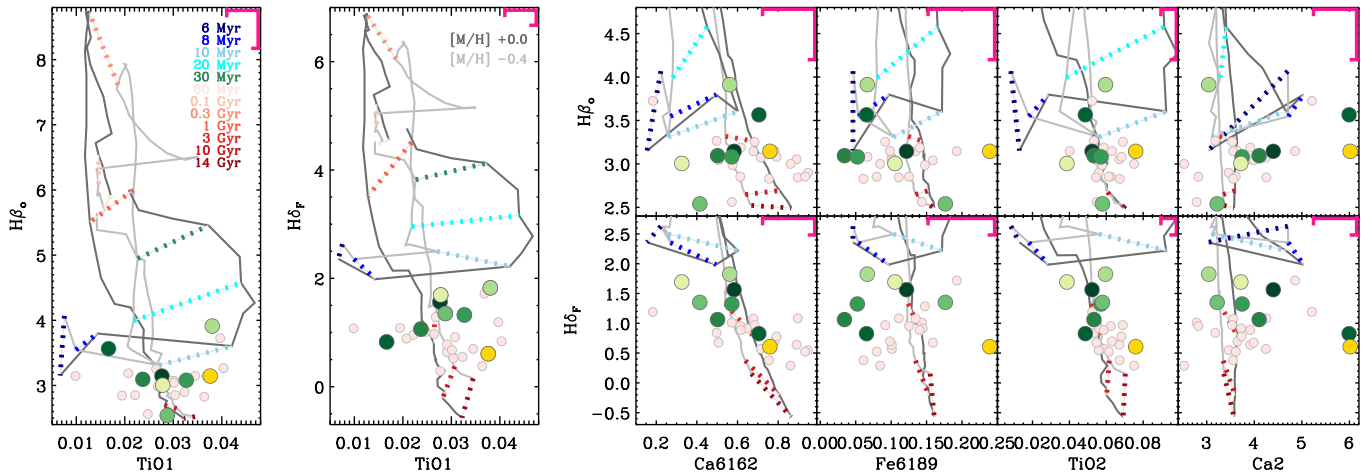 8
7
6
5
4
3
Hβo
0.01 0.02 0.03 0.04
TiO1
6 Myr
8 Myr
10 Myr
20 Myr
30 Myr
80 Myr
0.1 Gyr
0.3 Gyr
1 Gyr
3 Gyr
10 Gyr
14 Gyr
6
4
2
0
HδF
0.01 0.02 0.03 0.04
TiO1
[M/H] +0.0
[M/H] −0.4
4.5
4.0
3.5
3.0
2.5
Hβo
2.5
2.0
1.5
1.0
0.5
0.0
−0.5
HδF
0.2 0.4 0.6 0.8
Ca6162
0.00 0.05 0.10 0.15 0.20 0.25
Fe6189
0.02 0.04 0.06 0.08
TiO2
3 4 5 6
Ca2